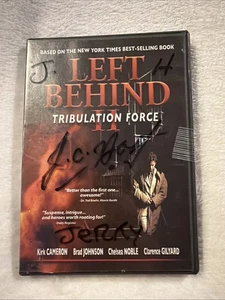 BASED ON THE NEW YORK TIMES BEST-SELLING BOOK
J. H
LEFT
BEHIND
II
TRIBULATION FORCE
"Better than the first one...
awesome!"
"Suspense, intrigue...
and heroes worth rooting for!"
JERRY
Kirk CAMERON Brad JOHNSON Chelsea NOBLE Clarence GILYARD